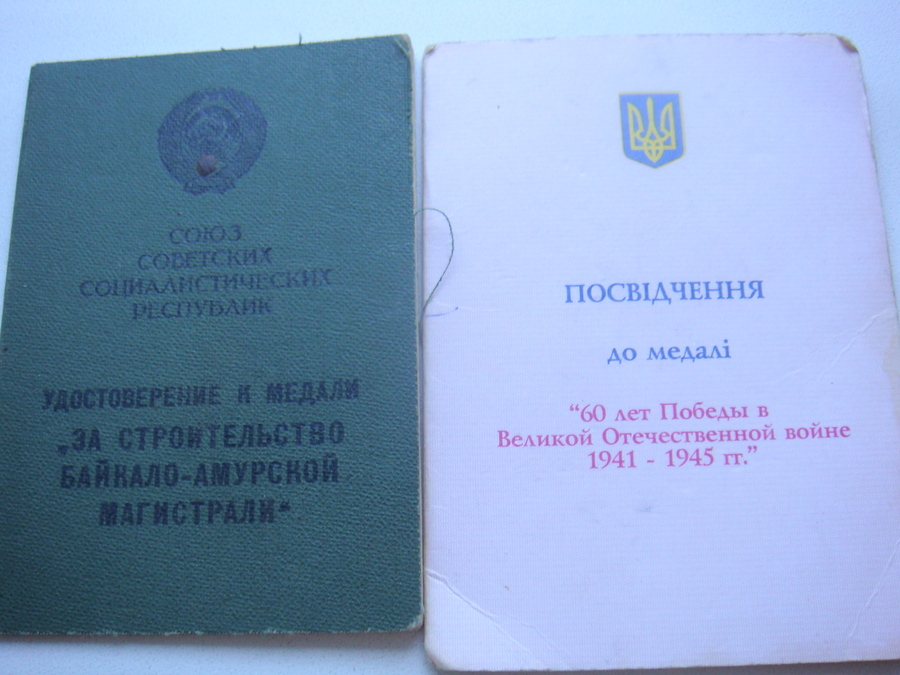 СОЮЗ
СОВЕТСКИХ
СОЦИАЛИСТИЧЕСКИХ
РЕСПУБЛИК
УДОСТОВЕРЕНИЕ К МЕДАЛИ
„ЗА СТРОИТЕЛЬСТВО
БАЙКАЛО-АМУРСКОЙ
МАГИСТРАЛИ“
ПОСВІДЧЕННЯ
до медалі
“60 лет Победы в
Великой Отечественной войне
1941 - 1945 гг.”